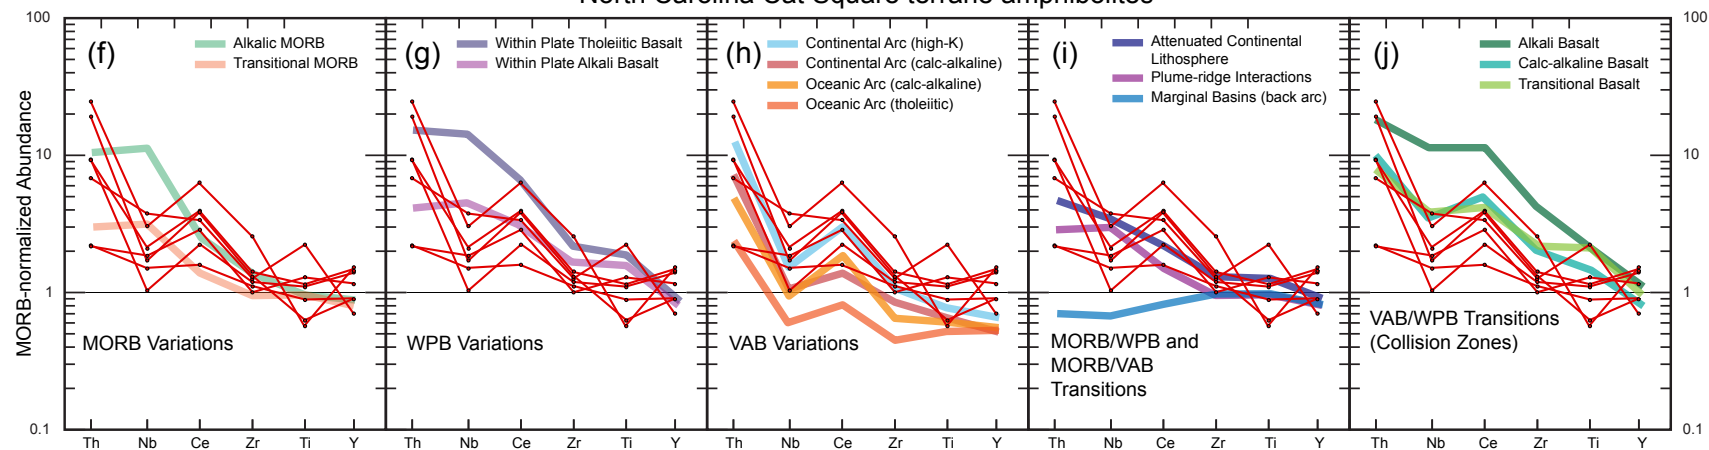 North Carolina Cat Square terrane amphibolites
100
10
1
0.1
MORB-normalized Abundance
(f)
Alkalic MORB
Transitional MORB
MORB Variations
Th Nb Ce Zr Ti Y
(g)
Within Plate Tholeiitic Basalt
Within Plate Alkali Basalt
WPB Variations
Th Nb Ce Zr Ti Y
(h)
Continental Arc (high-K)
Continental Arc (calc-alkaline)
Oceanic Arc (calc-alkaline)
Oceanic Arc (tholeiitic)
VAB Variations
Th Nb Ce Zr Ti Y
(i)
Attenuated Continental
Lithosphere
Plume-ridge Interactions
Marginal Basins (back arc)
MORB/WPB and
MORB/VAB
Transitions
Th Nb Ce Zr Ti Y
(j)
Alkali Basalt
Calc-alkaline Basalt
Transitional Basalt
VAB/WPB Transitions
(Collision Zones)
Th Nb Ce Zr Ti Y
100
10
1
0.1